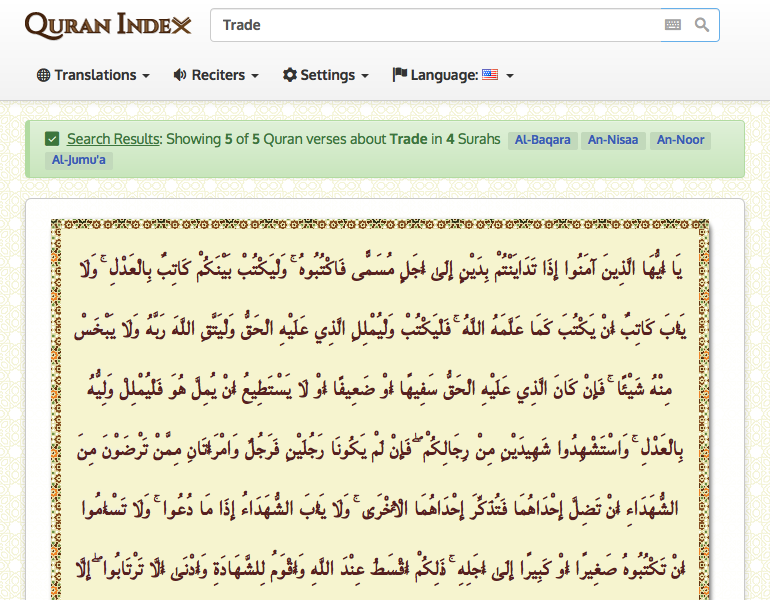 QURAN INDEX
Trade
Translations
Reciters
Settings
Language:
Search Results: Showing 5 of 5 Quran verses about Trade in 4 Surahs Al-Baqara An-Nisaa An-Noor
Al-Jumu'a
يَا أَيُّهَا الَّذِينَ آمَنُوا إِذَا تَدَايَنْتُمْ بِدَيْنٍ إِلَىٰ أَجَلٍ مُسَمًّى فَاكْتُبُوهُ ۚ وَلْيَكْتُبْ بَيْنَكُمْ كَاتِبٌ بِالْعَدْلِ ۚ وَلَا
يَأْبَ كَاتِبٌ أَنْ يَكْتُبَ كَمَا عَلَّمَهُ اللَّهُ ۚ فَلْيَكْتُبْ وَلْيُمْلِلِ الَّذِي عَلَيْهِ الْحَقُّ وَلْيَتَّقِ اللَّهَ رَبَّهُ وَلَا يَبْخَسْ
مِنْهُ شَيْئًا ۚ فَإِنْ كَانَ الَّذِي عَلَيْهِ الْحَقُّ سَفِيهًا أَوْ ضَعِيفًا أَوْ لَا يَسْتَطِيعُ أَنْ يُمِلَّ هُوَ فَلْيُمْلِلْ وَلِيُّهُ
بِالْعَدْلِ ۚ وَاسْتَشْهِدُوا شَهِيدَيْنِ مِنْ رِجَالِكُمْ ۖ فَإِنْ لَمْ يَكُونَا رَجُلَيْنِ فَرَجُلٌ وَامْرَأَتَانِ مِمَّنْ تَرْضَوْنَ مِنَ
الشُّهَدَاءِ أَنْ تَضِلَّ إِحْدَاهُمَا فَتُذَكِّرَ إِحْدَاهُمَا الْأُخْرَىٰ ۚ وَلَا يَأْبَ الشُّهَدَاءُ إِذَا مَا دُعُوا ۚ وَلَا تَسْأَمُوا
أَنْ تَكْتُبُوهُ صَغِيرًا أَوْ كَبِيرًا إِلَىٰ أَجَلِهِ ۚ ذَٰلِكُمْ أَقْسَطُ عِنْدَ اللَّهِ وَأَقْوَمُ لِلشَّهَادَةِ وَأَدْنَىٰ أَلَّا تَرْتَابُوا ۖ إِلَّا